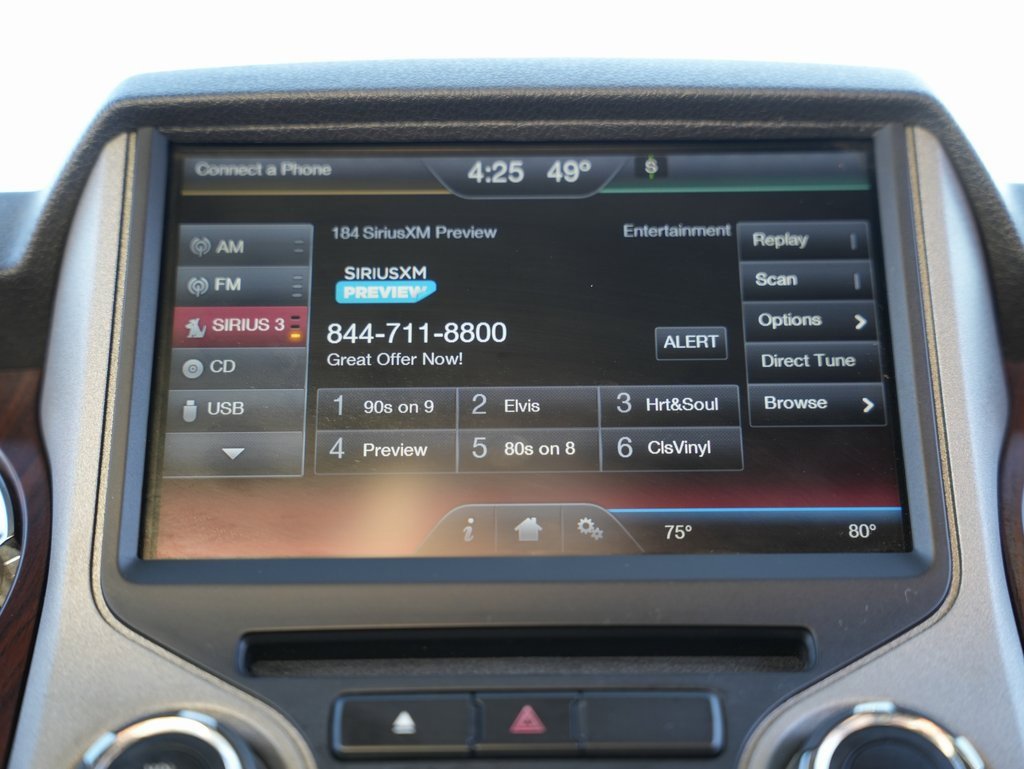 Connect a Phone 4:25 49° S
AM
FM
SIRIUS 3
CD
USB
184 SiriusXM Preview Entertainment
SIRIUSXM
PREVIEW
844-711-8800
Great Offer Now!
ALERT
1 90s on 9 2 Elvis 3 Hrt&Soul
4 Preview 5 80s on 8 6 ClsVinyl
Replay
Scan
Options
Direct Tune
Browse
i 75° 80°